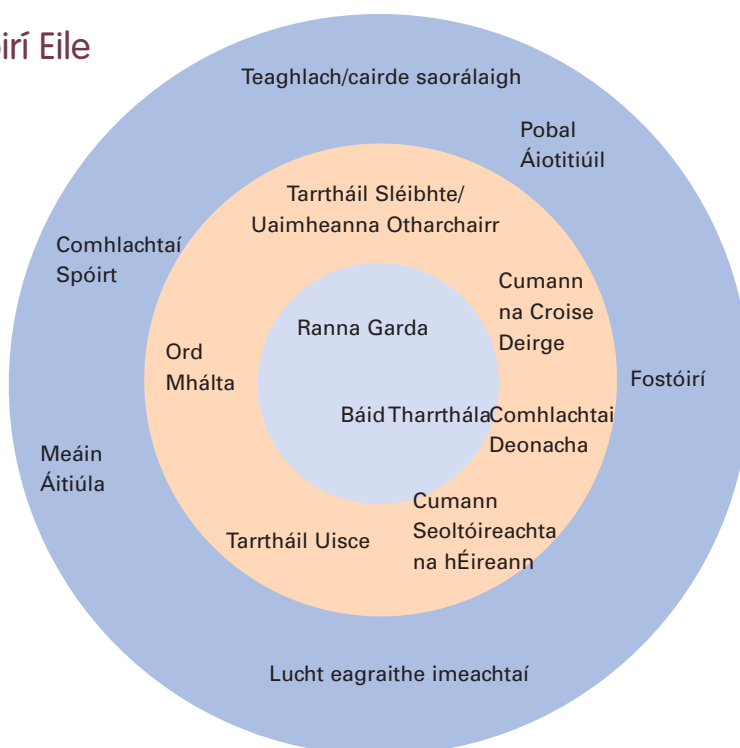 irí Eile
Teaghlach/cairde saorálaigh
Pobal
Áiotitiúil
Tarrtháil Sléibhte/
Uaimheanna Otharchairr
Comhlachtaí
Spóirt
Cumann
na Croise
Deirge
Ranna Garda
Ord
Mhálta
Fostóirí
Báid Tharrthála
Comhlachtai
Deonacha
Meáin
Áitiúla
Cumann
Seoltóireachta
na hÉireann
Tarrtháil Uisce
Lucht eagraithe imeachtaí